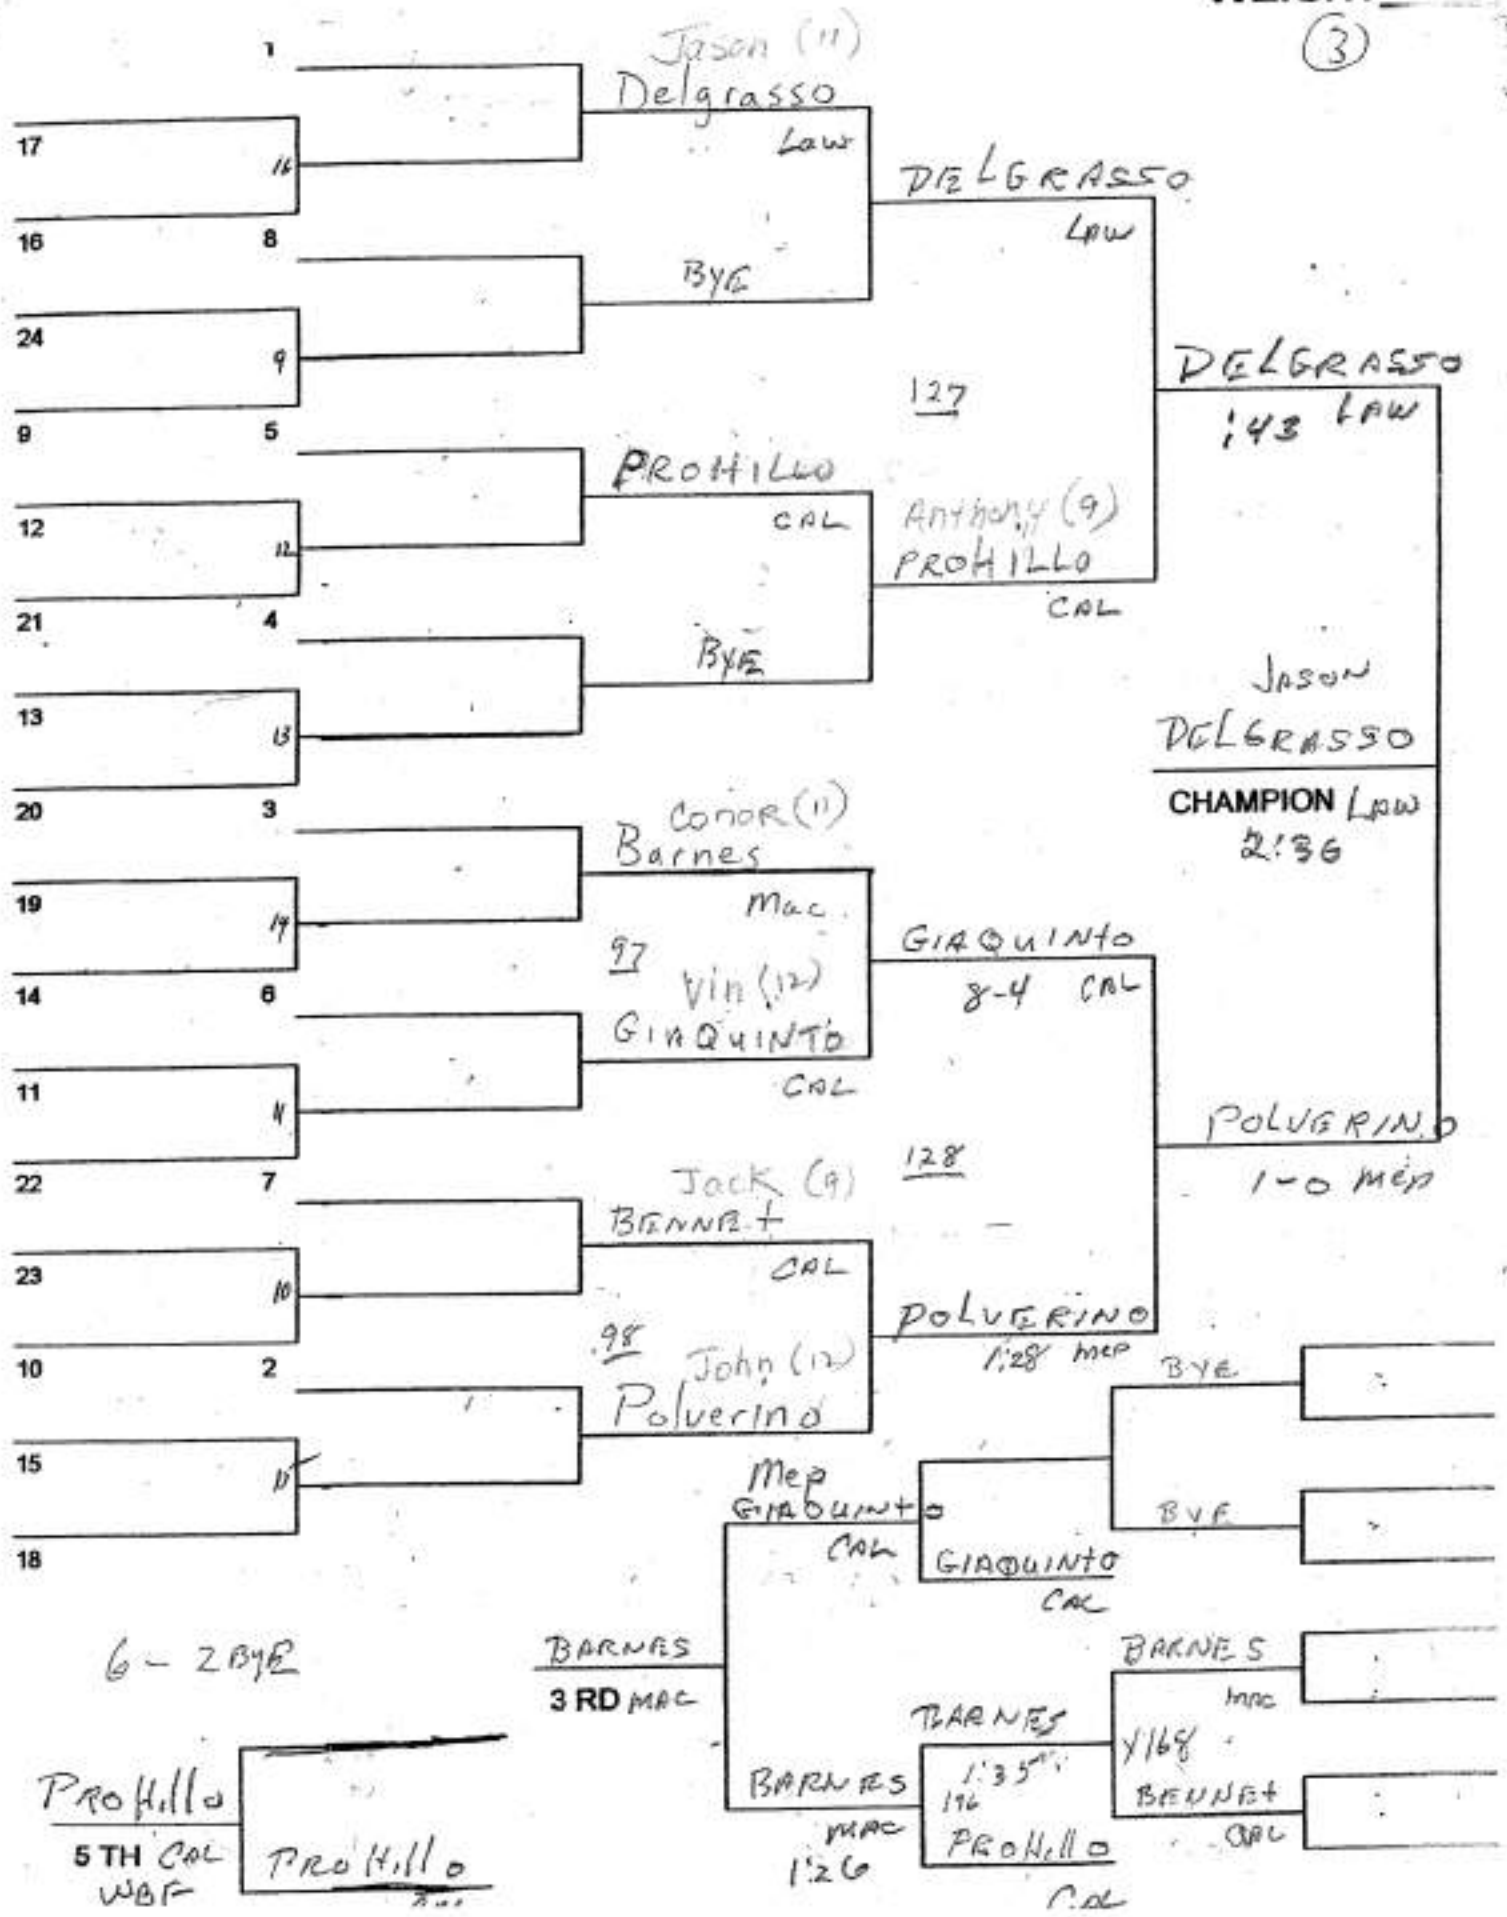 3
1
Jason (11)
Delgrasso
Law
17
16
16
8
BYE
24
9
9
DELGRASSO
LAW
127
5
PROHILLO
CAL
12
12
21
4
BYE
13
13
20
Anthony (9)
PROHILLO
CAL
DELGRASSO
:43 LAW
JASON
DELGRASSO
CHAMPION LAW
2:36
3
Conor (11)
Barnes
Mac.
19
14
14
97
6
Vin (12)
GIAQUINTO
CAL
11
11
22
GIAQUINTO
8-4 CAL
128
7
Jack (9)
BENNET
CAL
23
10
10
98
2
John (12)
Polverino
Mep
15
18
POLVERINO
1:28 mep
POLVERINO
1-0 mep
BYE
BYE
GIAQUINTO
CAL
GIAQUINTO
CAL
6 - 2 BYE
BARNES
3 RD MAC
BARNES
MAC
1:26
BARNES
1:35
196
PROHillo
CAL
BARNES
MAC
Y168
BENNET
CAL
PROHillo
5 TH CAL
WBF
PROHillo